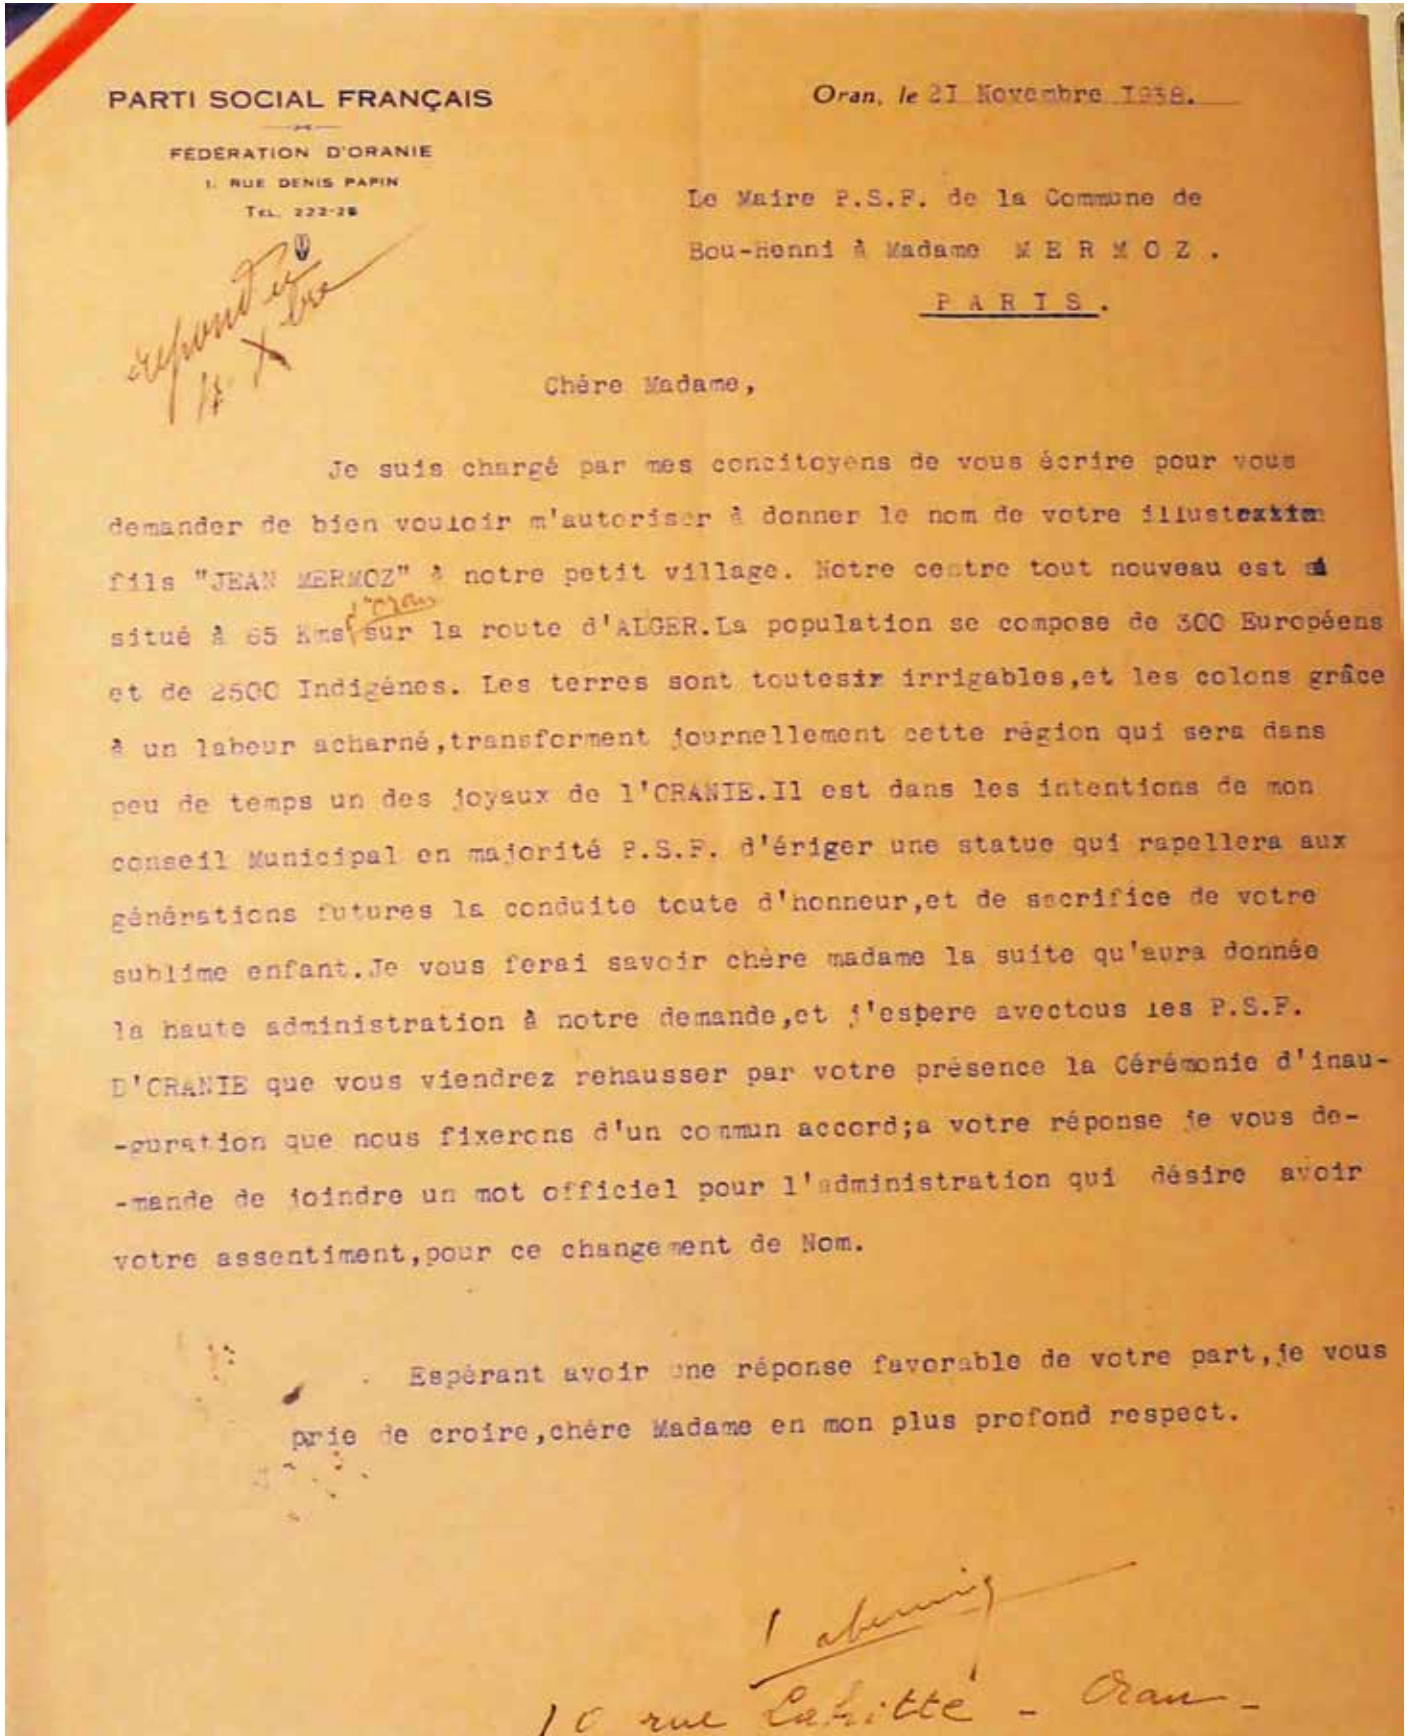 PARTI SOCIAL FRANÇAIS
FÉDÉRATION D'ORANIE
1, RUE DENIS PAPIN
TEL. 222-28
Oran, le 21 Novembre 1938.
Le Maire P.S.F. de la Commune de
Bou-Henni à Madame M E R M O Z .
P A R I S .
repondu
17 Xbre
Chère Madame,
Je suis chargé par mes concitoyens de vous écrire pour vous
demander de bien vouloir m'autoriser à donner le nom de votre
fils "JEAN MERMOZ" à notre petit village. Notre centre tout nouveau est
d'Oran
situé à 65 Kms sur la route d'ALGER.La population se compose de 300 Européens
et de 2500 Indigènes. Les terres sont toutesir irrigables,et les colons grâce
à un labeur acharné,transforment journellement cette région qui sera dans
peu de temps un des joyaux de l'ORANIE.Il est dans les intentions de mon
conseil Municipal en majorité P.S.F. d'ériger une statue qui rapellera aux
générations futures la conduite toute d'honneur,et de sacrifice de votre
sublime enfant.Je vous ferai savoir chère madame la suite qu'aura donnée
la haute administration à notre demande,et j'espere avectous les P.S.F.
D'ORANIE que vous viendrez rehausser par votre présence la Cérémonie d'inau-
-guration que nous fixerons d'un commun accord;a votre réponse je vous de-
-mande de joindre un mot officiel pour l'administration qui désire avoir
votre assentiment,pour ce changement de Nom.
Espérant avoir une réponse favorable de votre part,je vous
prie de croire,chère Madame en mon plus profond respect.
10 rue Lahitte - Oran -